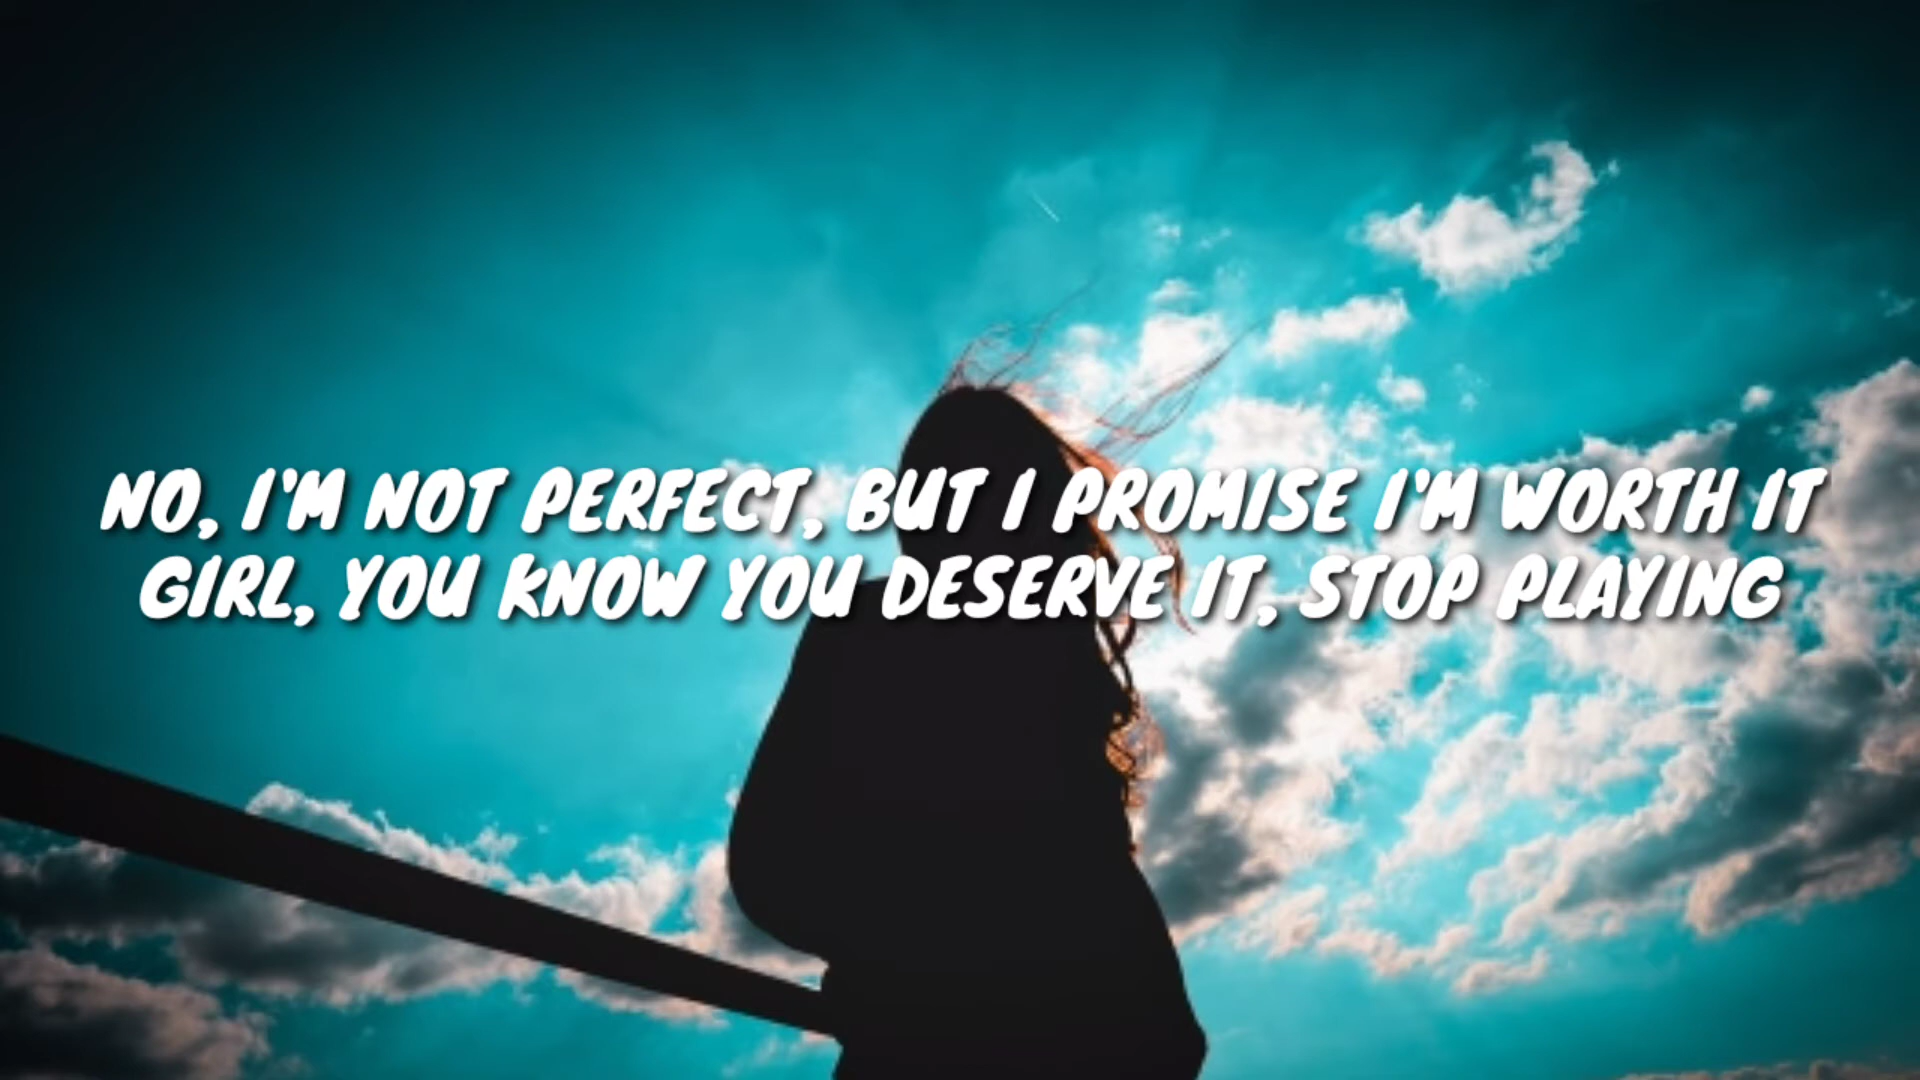 NO, I'M NOT PERFECT, BUT I PROMISE I'M WORTH IT
GIRL, YOU KNOW YOU DESERVE IT, STOP PLAYING